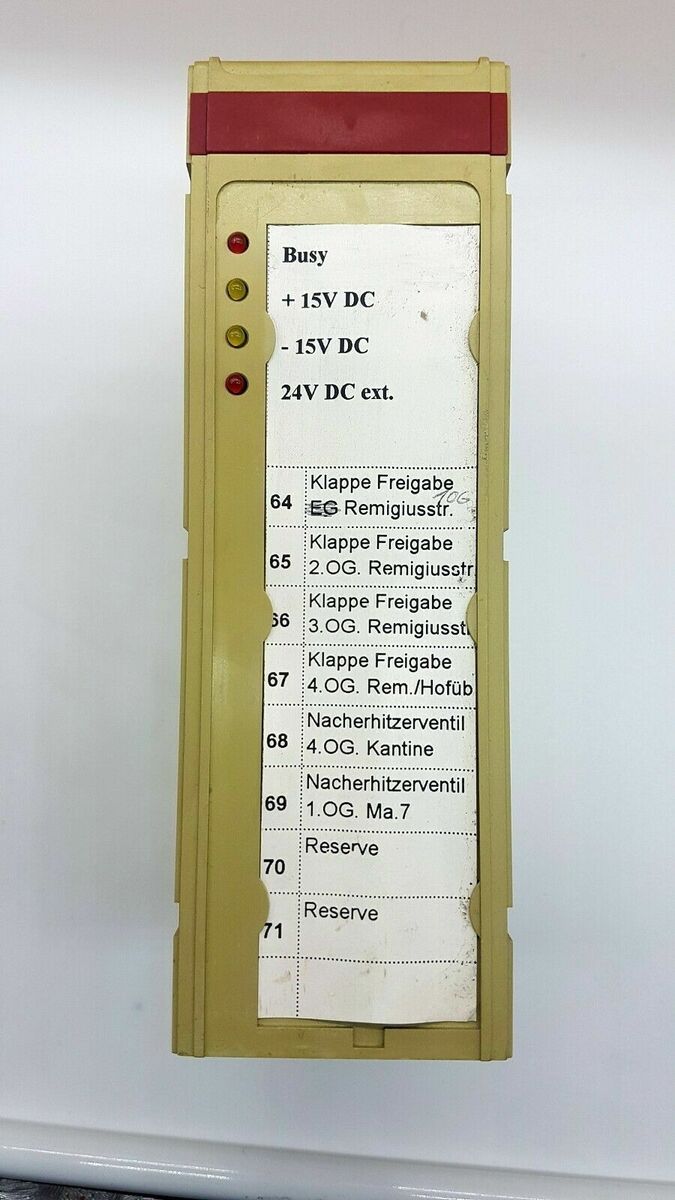 Busy
+ 15V DC
- 15V DC
24V DC ext.
64 Klappe Freigabe
EG Remigiusstr. 1OG
65 Klappe Freigabe
2.OG. Remigiusstr
66 Klappe Freigabe
3.OG. Remigiusst
67 Klappe Freigabe
4.OG. Rem./Hofüb
68 Nacherhitzerventil
4.OG. Kantine
69 Nacherhitzerventil
1.OG. Ma.7
70 Reserve
71 Reserve